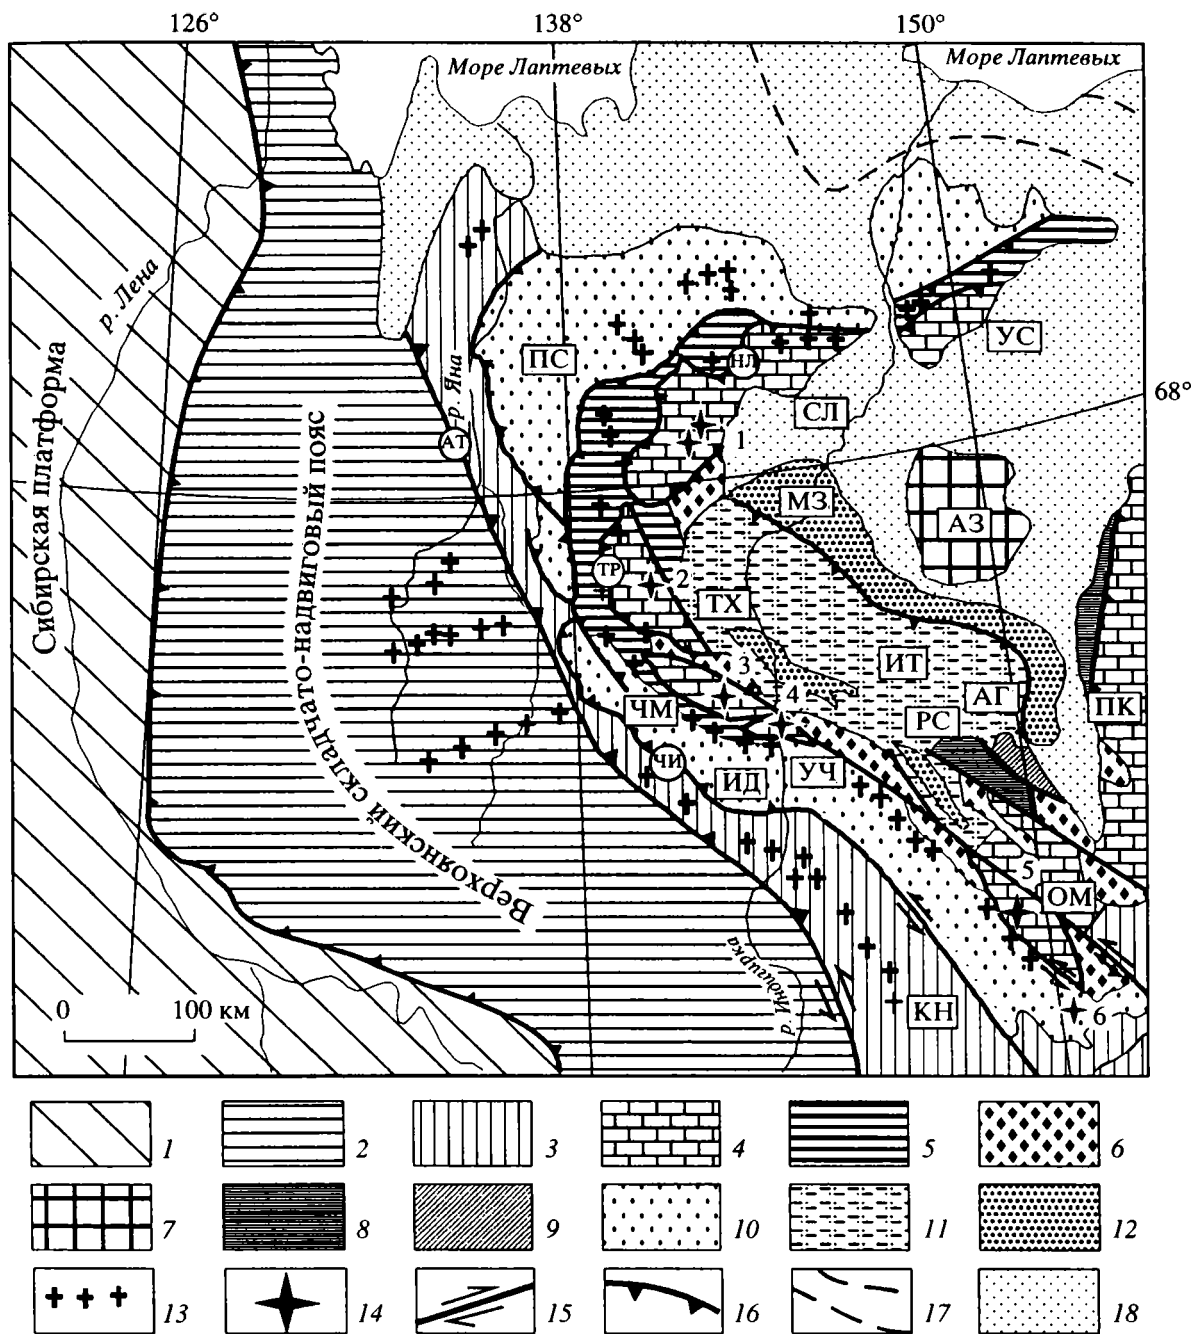 126°
138°
150°
Море Лаптевых
Море Лаптевых
р. Лена
Сибирская платформа
Верхоянский складчато-надвиговый пояс
р. Яна
АТ
ПС
НЛ
УС
68°
СЛ
1
МЗ
АЗ
ТР
2
ТХ
ИТ
3
4
АГ
ПК
РС
ЧМ
ЧИ
ИД
УЧ
5
ОМ
р. Индигирка
КН
6
0 100 км
1
2
3
4
5
6
7
8
9
10
11
12
13
14
15
16
17
18